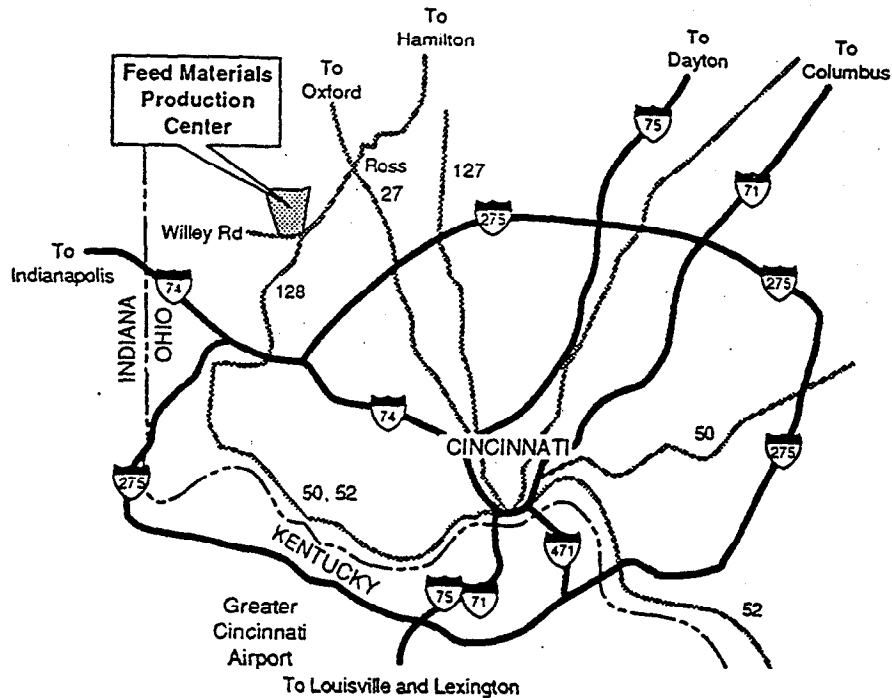 To
Hamilton
To
Dayton
To
Columbus
To
Oxford
Feed Materials
Production
Center
75
Ross
127
27
71
275
Willey Rd
To
Indianapolis
74
128
275
INDIANA
OHIO
74
CINCINNATI
50
275
275
50, 52
KENTUCKY
471
75
71
52
Greater
Cincinnati
Airport
To Louisville and Lexington